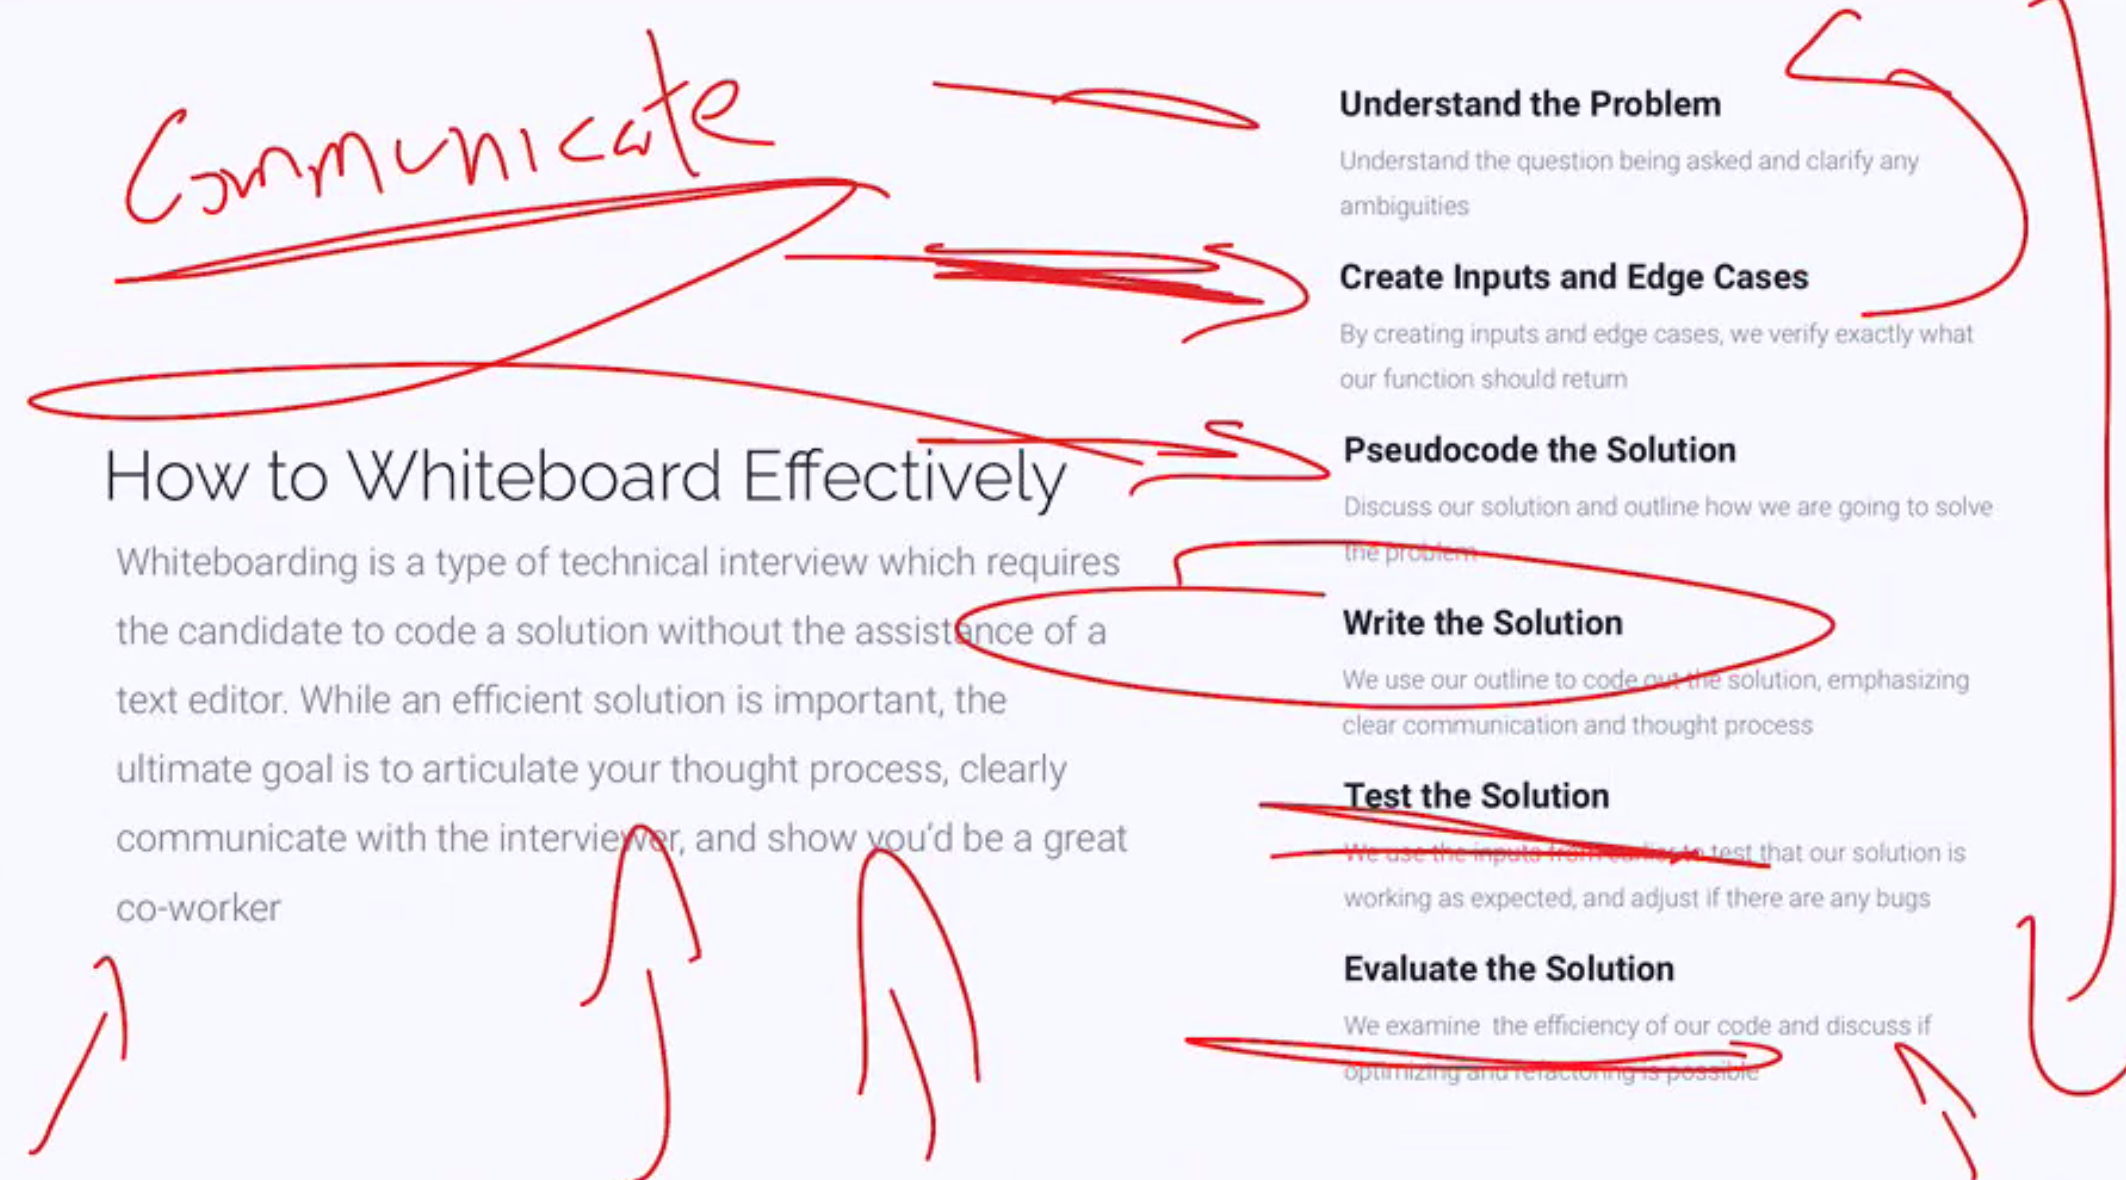 Communicate
How to Whiteboard Effectively
Whiteboarding is a type of technical interview which requires
the candidate to code a solution without the assistance of a
text editor. While an efficient solution is important, the
ultimate goal is to articulate your thought process, clearly
communicate with the interviewer, and show you'd be a great
co-worker
Understand the Problem
Understand the question being asked and clarify any
ambiguities
Create Inputs and Edge Cases
By creating inputs and edge cases, we verify exactly what
our function should return
Pseudocode the Solution
Discuss our solution and outline how we are going to solve
the problem
Write the Solution
We use our outline to code out the solution, emphasizing
clear communication and thought process
Test the Solution
We use the inputs from earlier to test that our solution is
working as expected, and adjust if there are any bugs
Evaluate the Solution
We examine the efficiency of our code and discuss if
optimizing and refactoring is possible